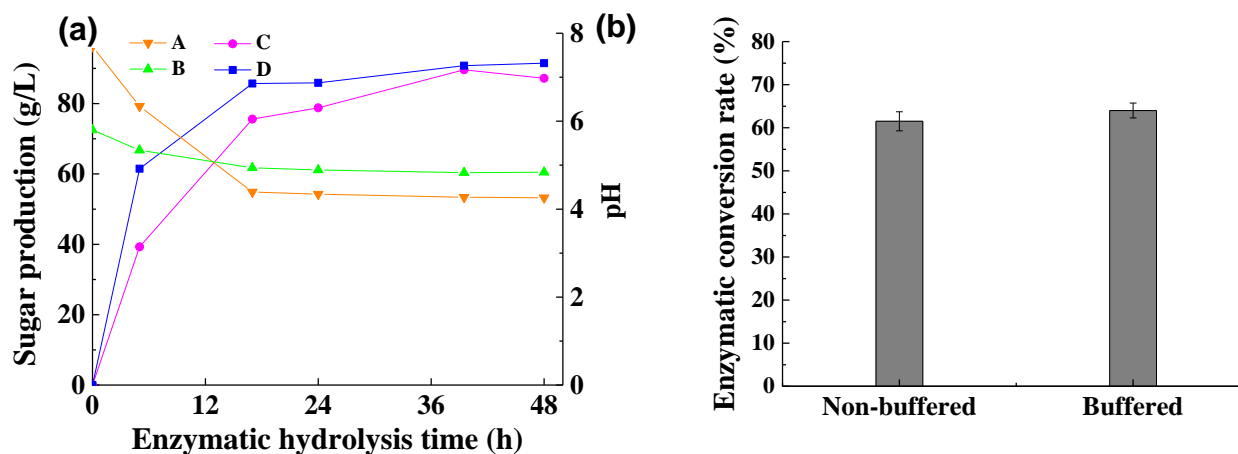 (a)
A
B
C
D
Sugar production (g/L)
80
60
40
20
0
0
12
24
36
48
Enzymatic hydrolysis time (h)
8
6
4
2
0
pH
(b)
Enzymatic conversion rate (%)
80
70
60
50
40
30
20
10
0
Non-buffered
Buffered